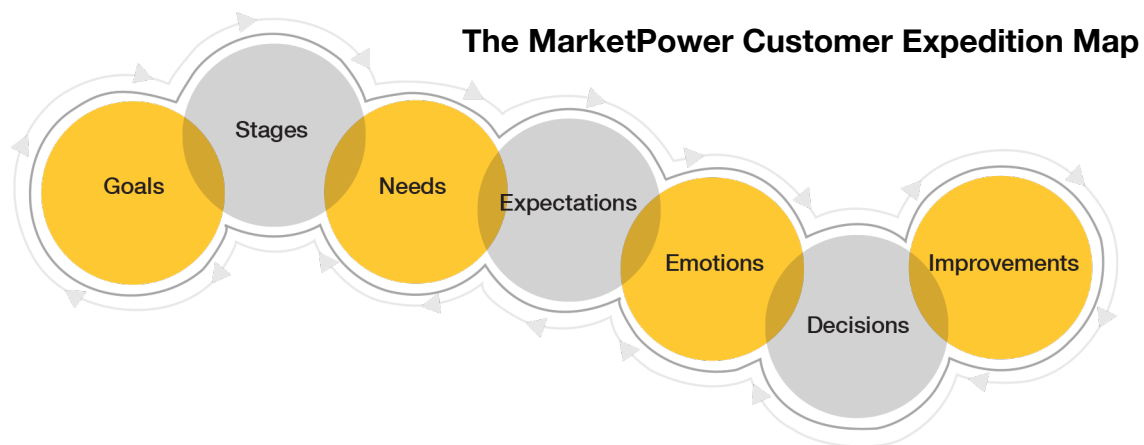 The MarketPower Customer Expedition Map
Goals
Stages
Needs
Expectations
Emotions
Decisions
Improvements